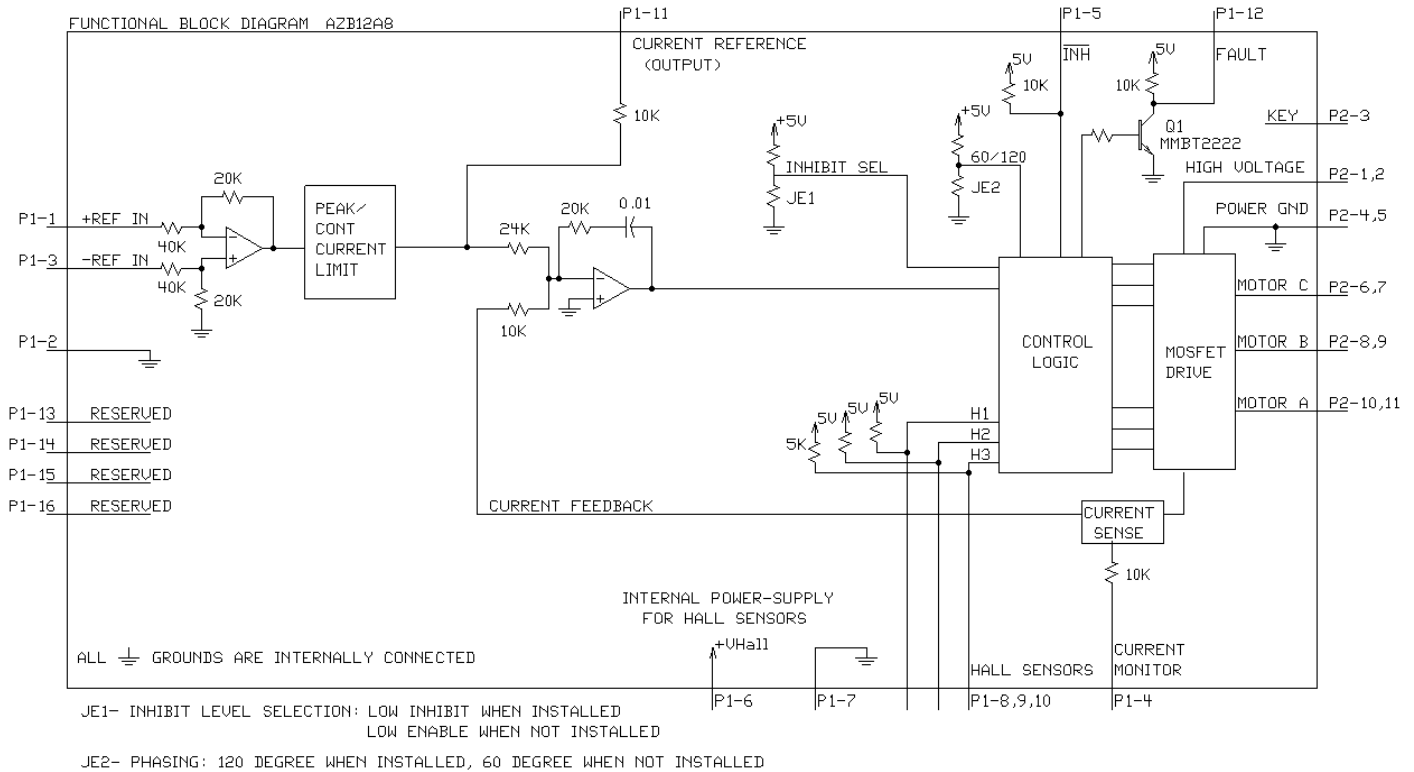 P1-11
P1-5
P1-12
FUNCTIONAL BLOCK DIAGRAM AZB12A8
CURRENT REFERENCE
(OUTPUT)
INH
FAULT
5V
10K
5V
10K
10K
KEY
P2-3
Q1
MMBT2222
+5V
+5V
60/120
INHIBIT SEL
JE1
JE2
HIGH VOLTAGE
P2-1,2
POWER GND
P2-4,5
20K
P1-1
+REF IN
40K
PEAK/
CONT
CURRENT
LIMIT
24K
20K
0.01
P1-3
-REF IN
40K
20K
10K
MOTOR C
P2-6,7
P1-2
CONTROL
LOGIC
MOSFET
DRIVE
MOTOR B
P2-8,9
MOTOR A
P2-10,11
P1-13
RESERVED
P1-14
RESERVED
P1-15
RESERVED
P1-16
RESERVED
5V
5V
5V
5K
H1
H2
H3
CURRENT FEEDBACK
CURRENT
SENSE
10K
INTERNAL POWER-SUPPLY
FOR HALL SENSORS
+VHall
ALL GROUNDS ARE INTERNALLY CONNECTED
HALL SENSORS
CURRENT
MONITOR
P1-6
P1-7
P1-8,9,10
P1-4
JE1- INHIBIT LEVEL SELECTION: LOW INHIBIT WHEN INSTALLED
LOW ENABLE WHEN NOT INSTALLED
JE2- PHASING: 120 DEGREE WHEN INSTALLED, 60 DEGREE WHEN NOT INSTALLED